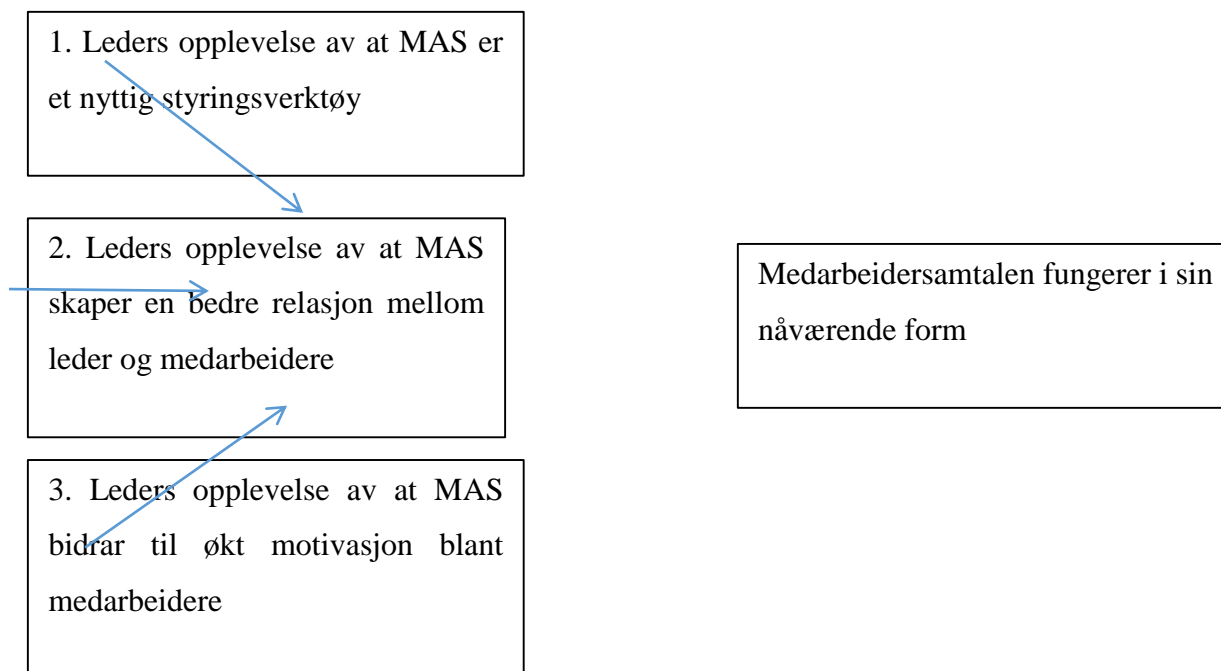 1. Leders opplevelse av at MAS er
et nyttig styringsverktøy
2. Leders opplevelse av at MAS
skaper en bedre relasjon mellom
leder og medarbeidere
Medarbeidersamtalen fungerer i sin
nåværende form
3. Leders opplevelse av at MAS
bidrar til økt motivasjon blant
medarbeidere